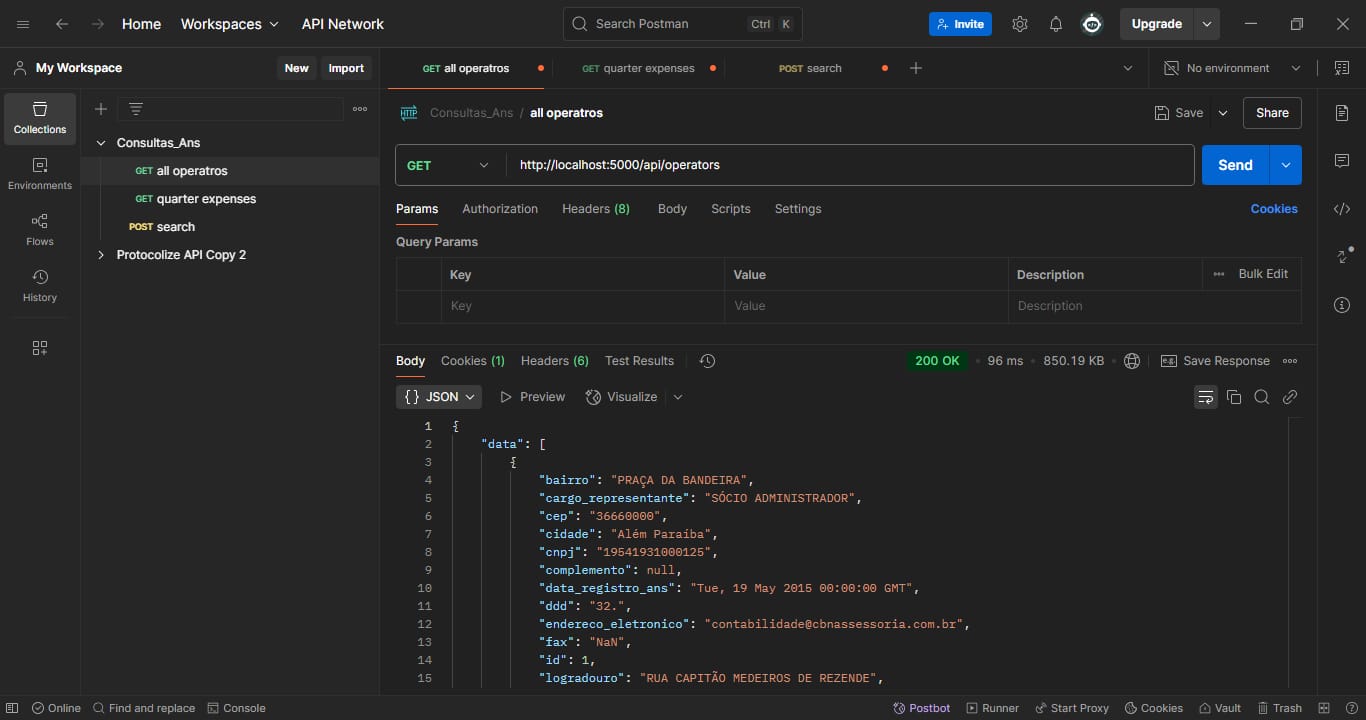 Home Workspaces API Network Search Postman Ctrl K Invite Upgrade
My Workspace New Import GET all operatros GET quarter expenses POST search No environment
Collections
Environments
Flows
History
Consultas_Ans
GET all operatros
GET quarter expenses
POST search
Protocolize API Copy 2
HTTP Consultas_Ans / all operatros Save Share
GET http://localhost:5000/api/operators Send
Params Authorization Headers (8) Body Scripts Settings Cookies
Query Params
Key Value Description Bulk Edit
Key Value Description
Body Cookies (1) Headers (6) Test Results 200 OK 96 ms 850.19 KB e.g. Save Response
{} JSON Preview Visualize
1 {
2 "data": [
3 {
4 "bairro": "PRAÇA DA BANDEIRA",
5 "cargo_representante": "SÓCIO ADMINISTRADOR",
6 "cep": "36660000",
7 "cidade": "Além Paraíba",
8 "cnpj": "19541931000125",
9 "complemento": null,
10 "data_registro_ans": "Tue, 19 May 2015 00:00:00 GMT",
11 "ddd": "32.",
12 "endereco_eletronico": "contabilidade@cbnassessoria.com.br",
13 "fax": "NaN",
14 "id": 1,
15 "logradouro": "RUA CAPITÃO MEDEIROS DE REZENDE",
Online Find and replace Console Postbot Runner Start Proxy Cookies Vault Trash